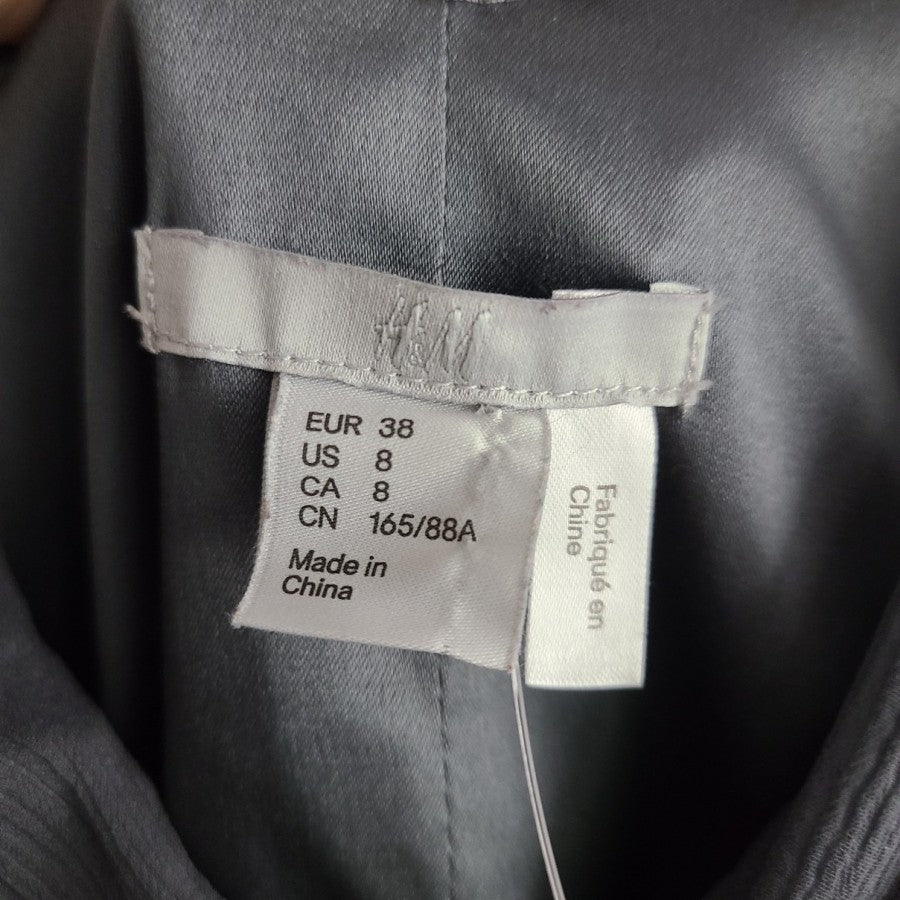 H&M
EUR 38
US 8
CA 8
CN 165/88A
Made in
China
Fabriqué en
Chine